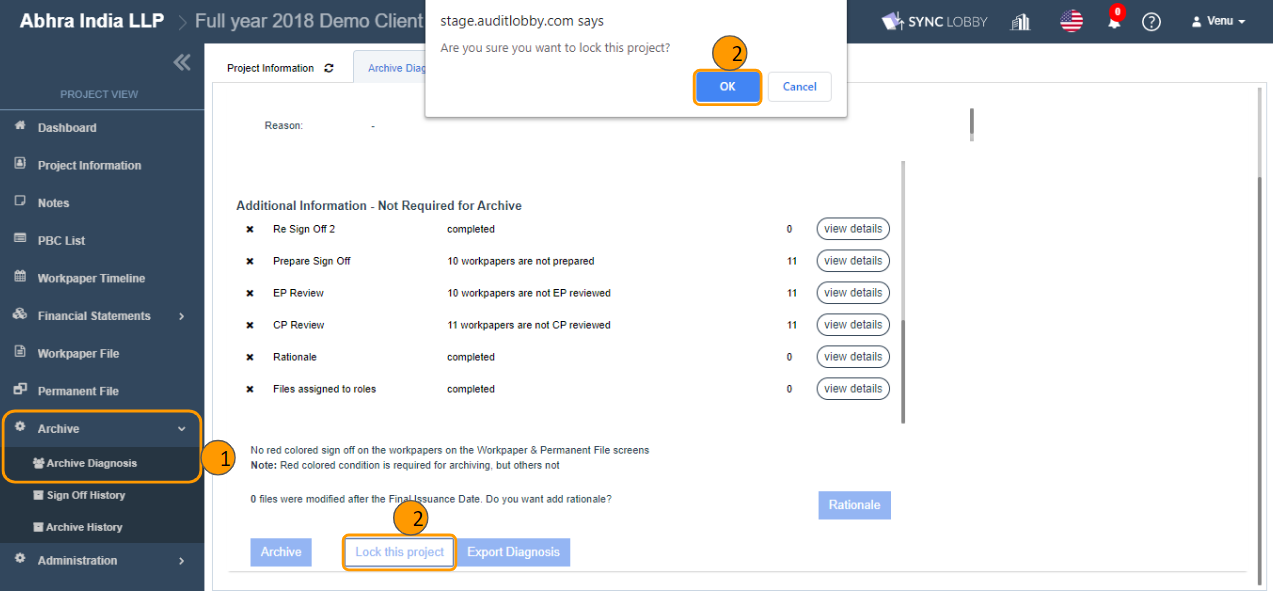 Abhra India LLP > Full year 2018 Demo Client
stage.auditlobby.com says
Are you sure you want to lock this project?
2
OK
Cancel
SYNC LOBBY
0
Venu
Project Information
Archive Diag
PROJECT VIEW
Dashboard
Project Information
Notes
PBC List
Workpaper Timeline
Financial Statements
Workpaper File
Permanent File
Archive
1
Archive Diagnosis
Sign Off History
Archive History
Administration
Reason: -
Additional Information - Not Required for Archive
Re Sign Off 2 completed 0 view details
Prepare Sign Off 10 workpapers are not prepared 11 view details
EP Review 10 workpapers are not EP reviewed 11 view details
CP Review 11 workpapers are not CP reviewed 11 view details
Rationale completed 0 view details
Files assigned to roles completed 0 view details
No red colored sign off on the workpapers on the Workpaper & Permanent File screens
Note: Red colored condition is required for archiving, but others not
0 files were modified after the Final Issuance Date. Do you want add rationale?
Rationale
2
Archive Lock this project Export Diagnosis